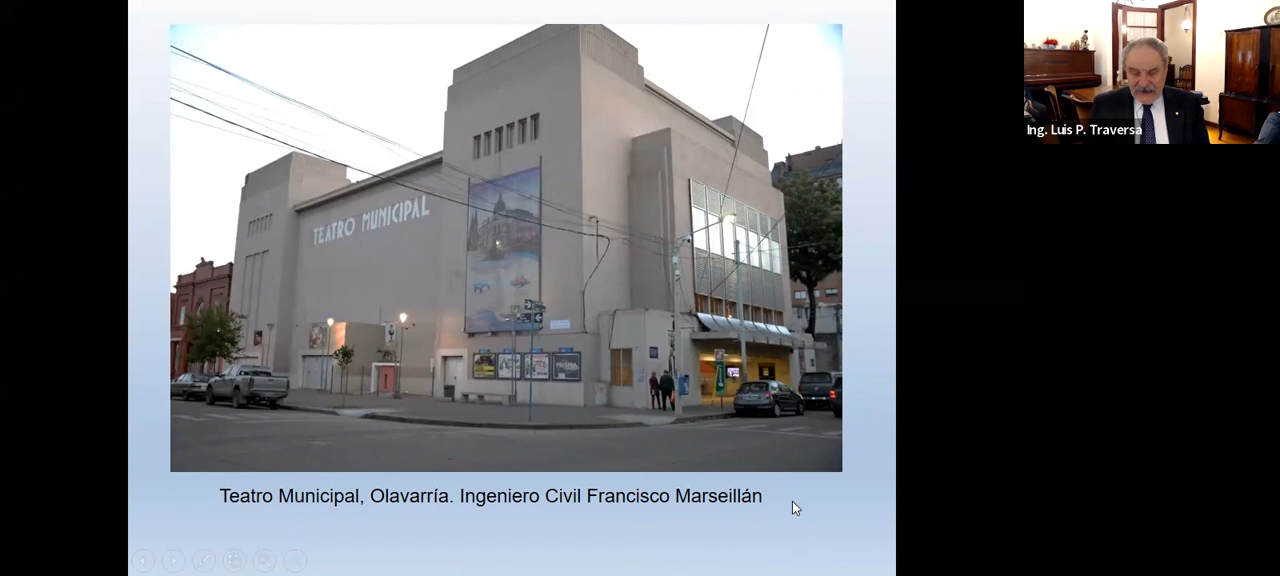 TEATRO MUNICIPAL
Teatro Municipal, Olavarría. Ingeniero Civil Francisco Marseillán
Ing. Luis P. Traversa